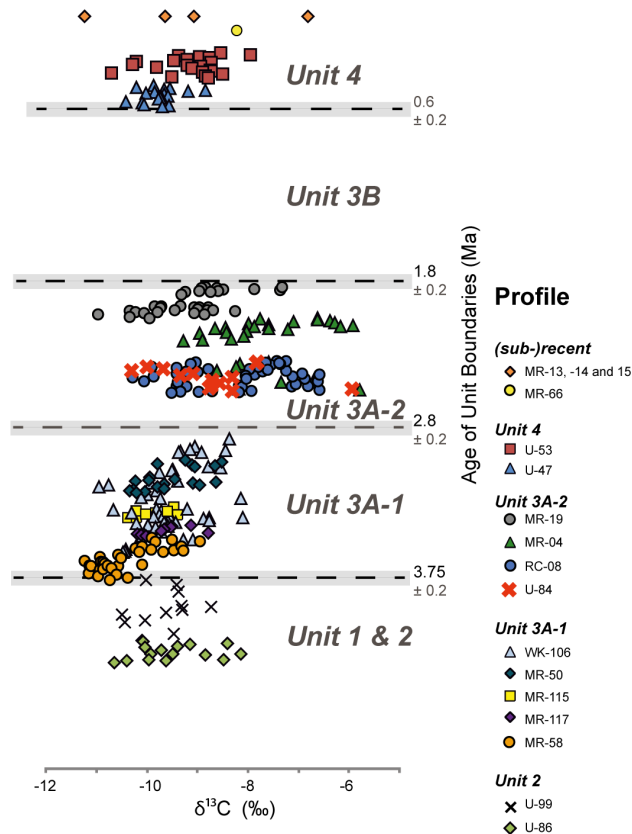 Unit 4
0.6
± 0.2
Unit 3B
1.8
± 0.2
Unit 3A-2
2.8
± 0.2
Unit 3A-1
3.75
± 0.2
Unit 1 & 2
-12
-10
-8
-6
δ¹³C (‰)
Age of Unit Boundaries (Ma)
Profile
(sub-)recent
MR-13, -14 and 15
MR-66
Unit 4
U-53
U-47
Unit 3A-2
MR-19
MR-04
RC-08
U-84
Unit 3A-1
WK-106
MR-50
MR-115
MR-117
MR-58
Unit 2
U-99
U-86